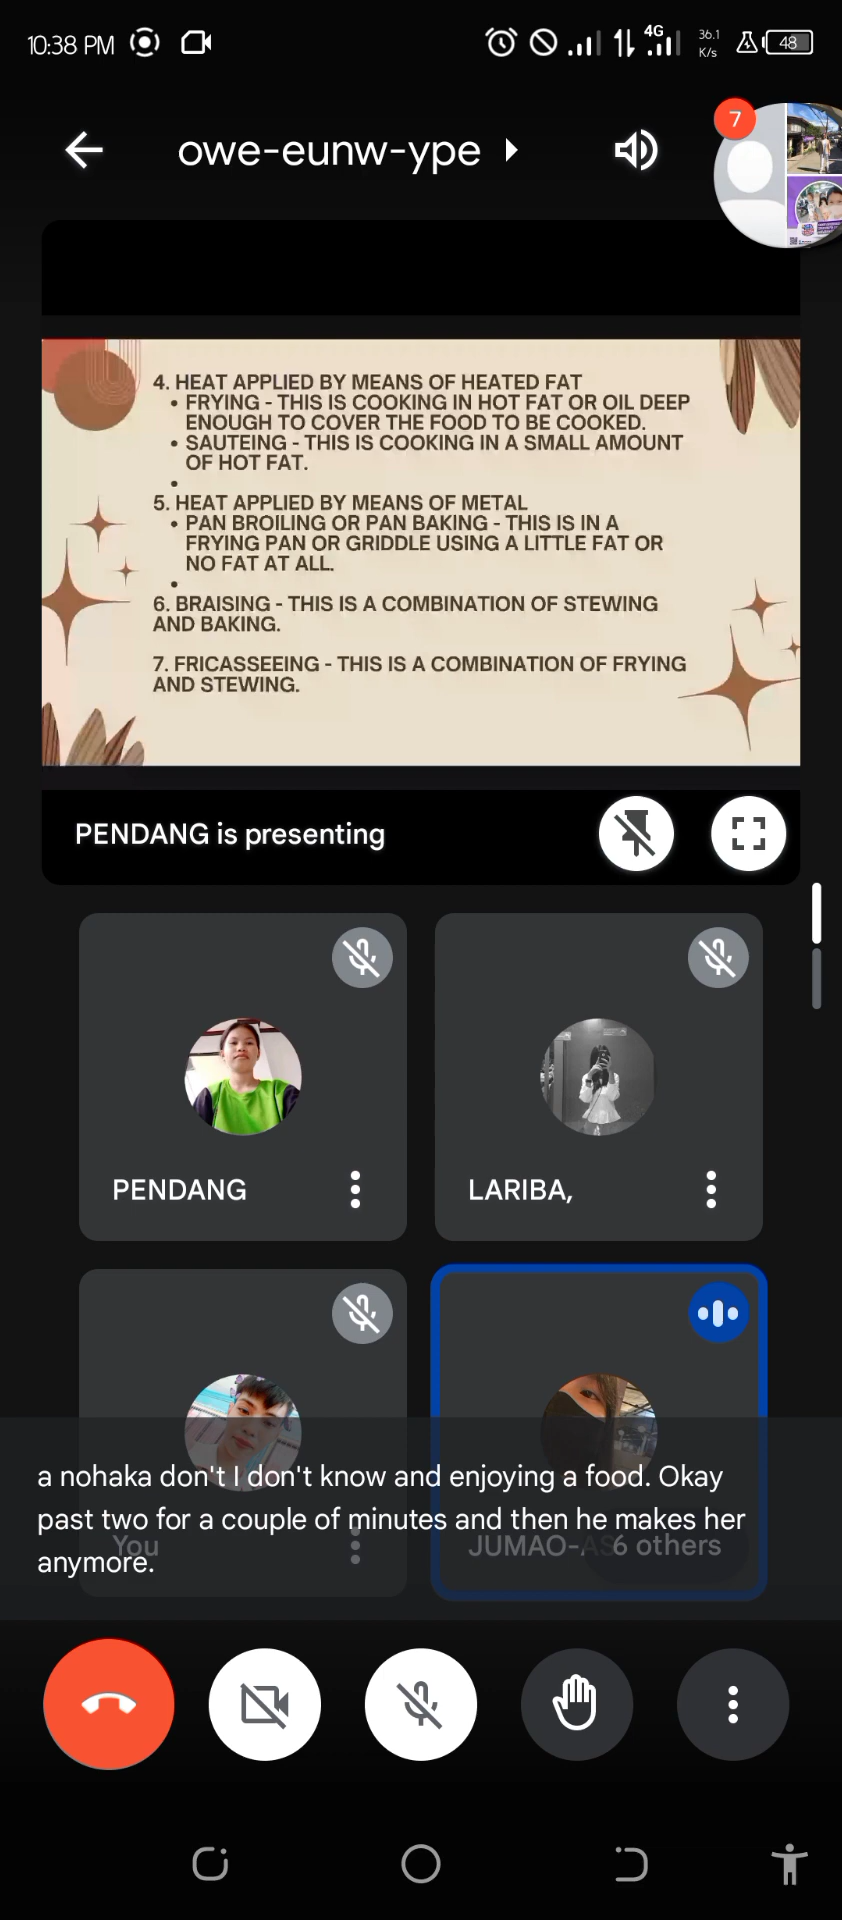 10:38 PM
4G
36.1
K/s
48
owe-eunw-ype
7
4. HEAT APPLIED BY MEANS OF HEATED FAT
• FRYING - THIS IS COOKING IN HOT FAT OR OIL DEEP
ENOUGH TO COVER THE FOOD TO BE COOKED.
• SAUTEING - THIS IS COOKING IN A SMALL AMOUNT
OF HOT FAT.
•
5. HEAT APPLIED BY MEANS OF METAL
• PAN BROILING OR PAN BAKING - THIS IS IN A
FRYING PAN OR GRIDDLE USING A LITTLE FAT OR
NO FAT AT ALL.
•
6. BRAISING - THIS IS A COMBINATION OF STEWING
AND BAKING.
7. FRICASSEEING - THIS IS A COMBINATION OF FRYING
AND STEWING.
PENDANG is presenting
PENDANG
LARIBA,
a nohaka don't I don't know and enjoying a food. Okay
past two for a couple of minutes and then he makes her
anymore.
You
JUMAO-AS
6 others